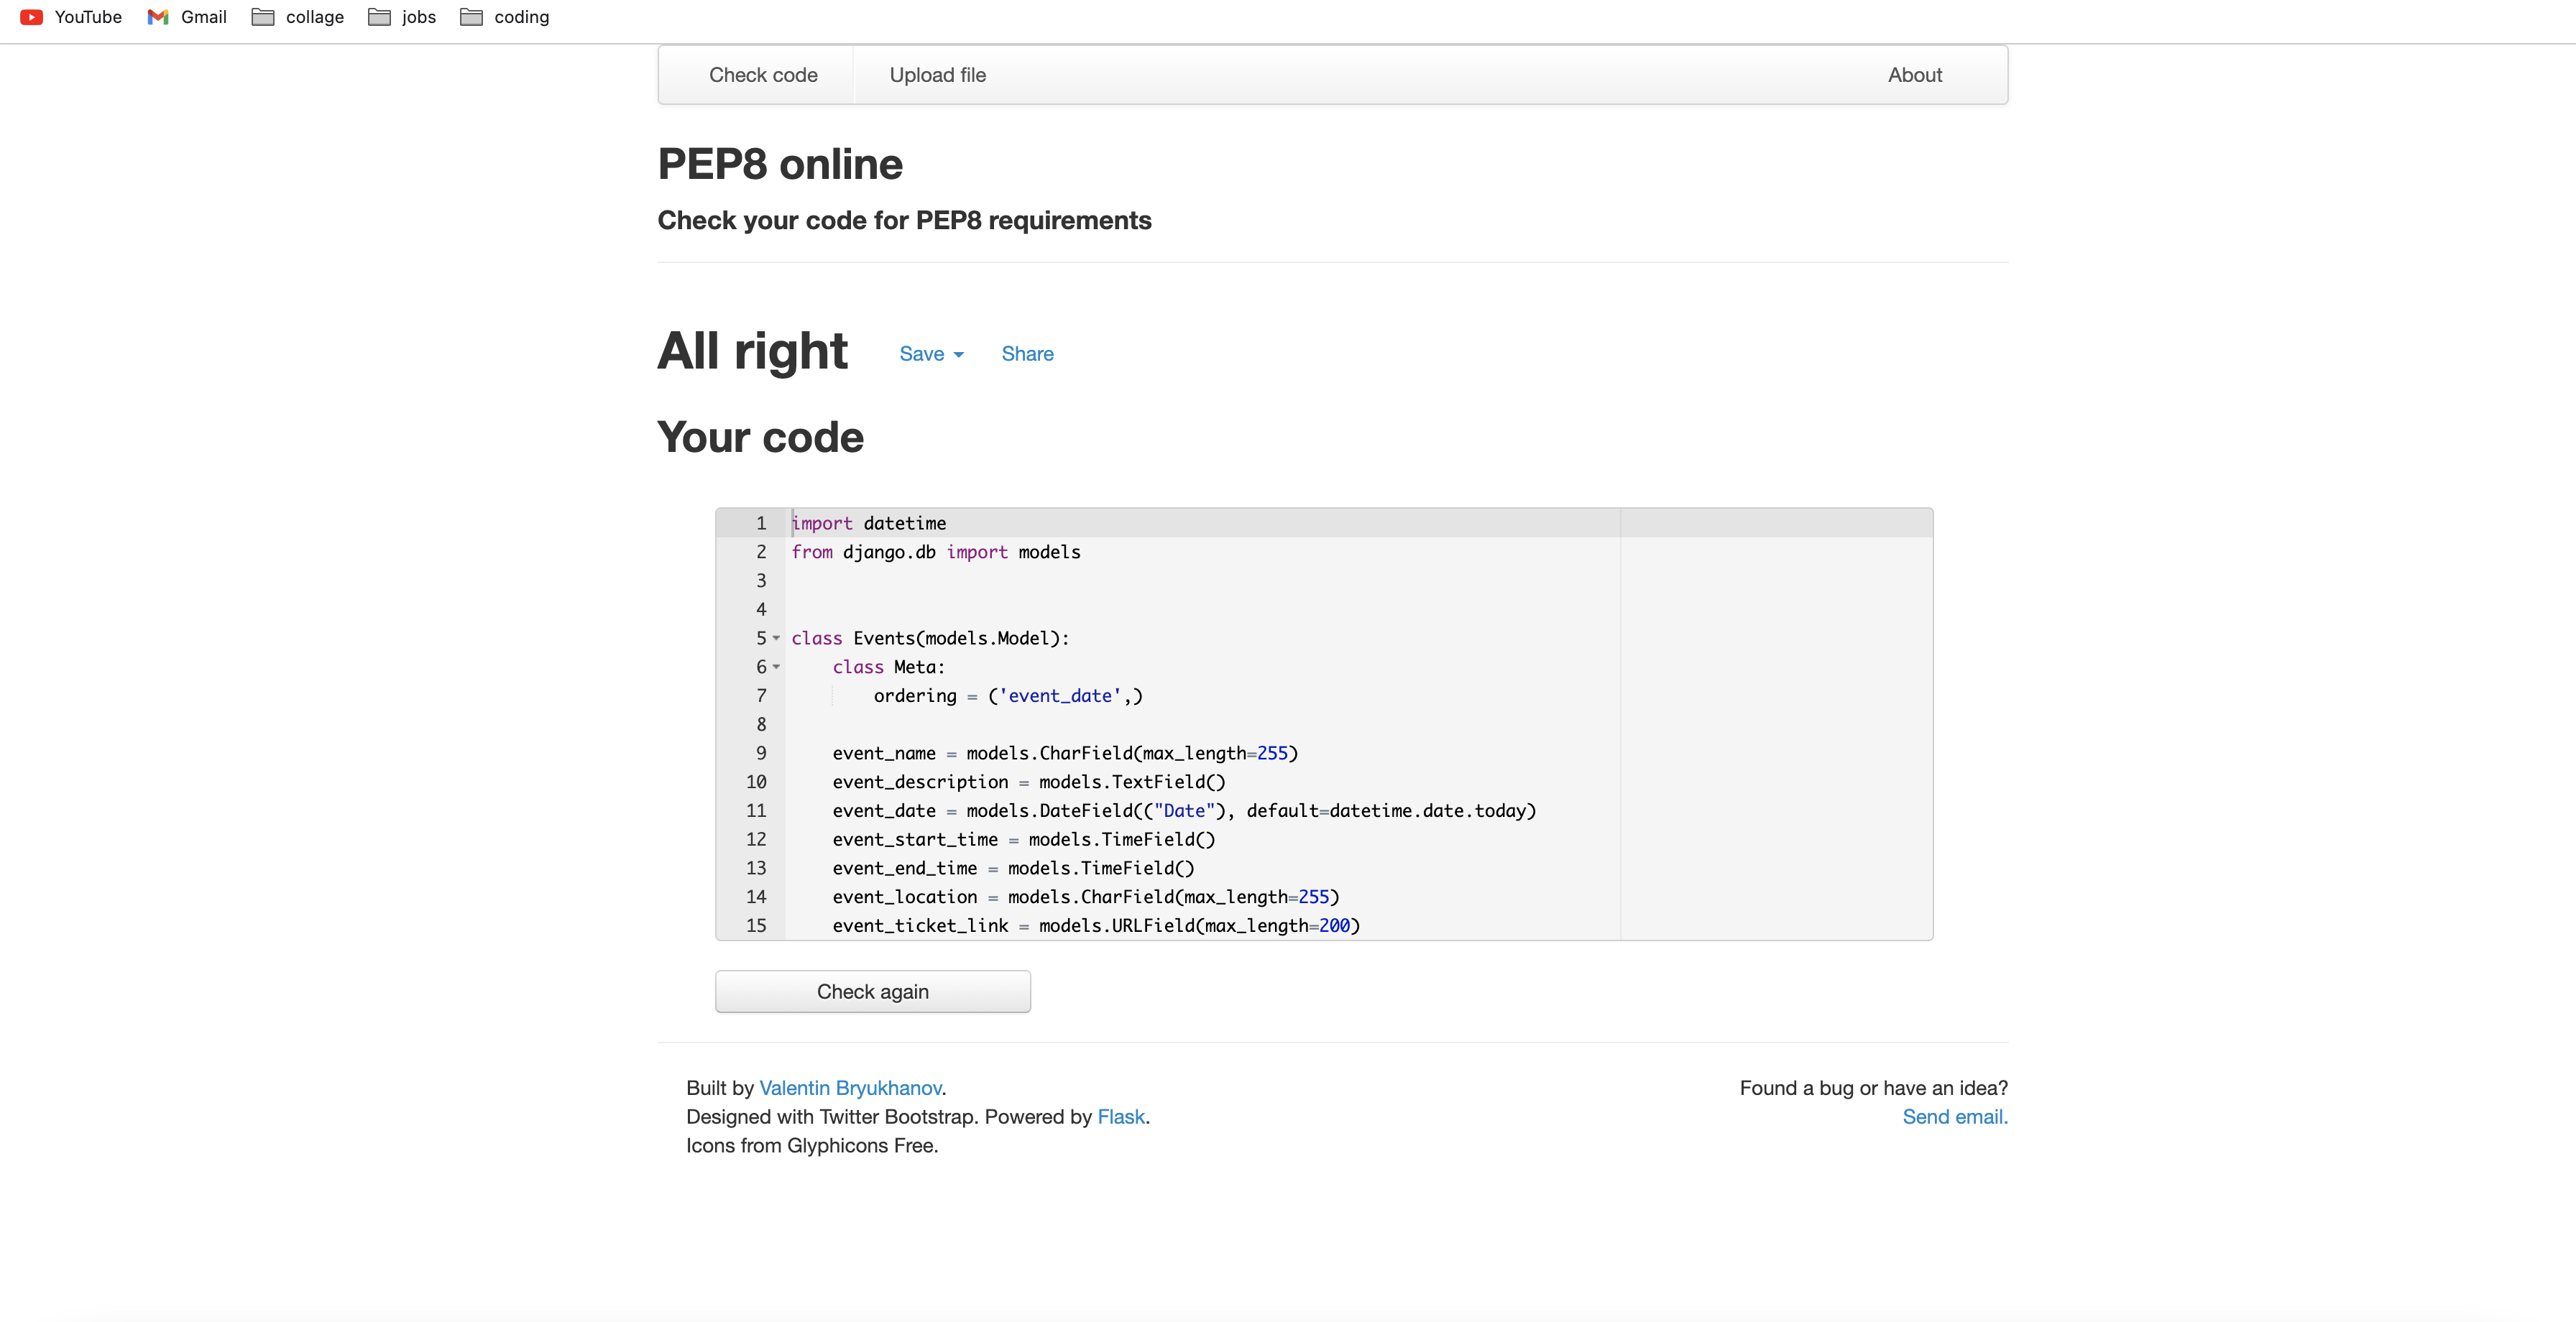 YouTube Gmail collage jobs coding
Check code Upload file About
PEP8 online
Check your code for PEP8 requirements
All right Save Share
Your code
1 import datetime
2 from django.db import models
3
4
5 class Events(models.Model):
6     class Meta:
7         ordering = ('event_date',)
8
9     event_name = models.CharField(max_length=255)
10     event_description = models.TextField()
11     event_date = models.DateField(("Date"), default=datetime.date.today)
12     event_start_time = models.TimeField()
13     event_end_time = models.TimeField()
14     event_location = models.CharField(max_length=255)
15     event_ticket_link = models.URLField(max_length=200)
Check again
Built by Valentin Bryukhanov.
Designed with Twitter Bootstrap. Powered by Flask.
Icons from Glyphicons Free.
Found a bug or have an idea?
Send email.